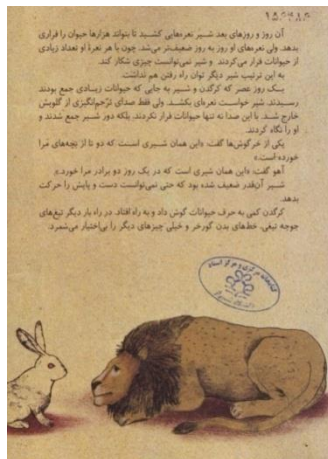 ۱۵۶۴۸۶
آن روز و روزهای بعد شیر نعره‌هایی کشید تا بتواند هزارها حیوان را فراری
بدهد. ولی نعره‌های او روز به روز ضعیف‌تر می‌شد. چون با هر نعرهٔ او تعداد زیادی
از حیوانات فرار می‌کردند و شیر نمی‌توانست چیزی شکار کند.
به این ترتیب شیر دیگر توان راه رفتن هم نداشت.
یک روز عصر که کرگدن و شیر به جایی که حیوانات زیادی جمع بودند
رسیدند. شیر خواست نعره‌ای بکشد. ولی فقط صدای ترحم‌انگیزی از گلویش
خارج شد. با این صدا نه تنها حیوانات فرار نکردند. بلکه دور شیر جمع شدند و
او را نگاه کردند.
یکی از خرگوش‌ها گفت: «این همان شیری است که دو تا از بچه‌های مرا
خورده است.»
آهو گفت: «این همان شیری است که در یک روز دو برادر مرا خورد.»
شیر آن‌قدر ضعیف شده بود که حتی نمی‌توانست دست و پایش را حرکت
بدهد.
کرگدن کمی به حرف حیوانات گوش داد و به راه افتاد. در راه بار دیگر تیغ‌های
جوجه تیغی، خط‌های بدن گورخر و خیلی چیزهای دیگر را بی‌اختیار می‌شمرد.
کتابخانه مرکزی و مرکز اسناد